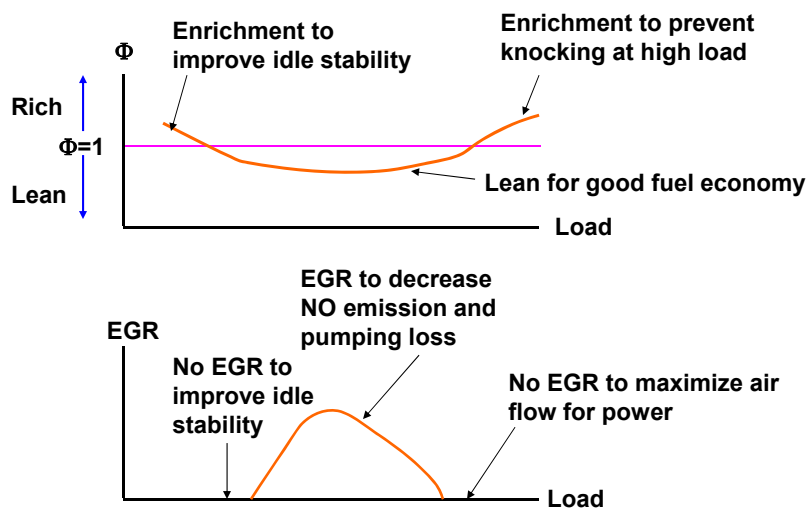 Enrichment to
improve idle stability
Enrichment to prevent
knocking at high load
Φ
Rich
Φ=1
Lean
Lean for good fuel economy
Load
EGR to decrease
NO emission and
pumping loss
EGR
No EGR to
improve idle
stability
No EGR to maximize air
flow for power
Load